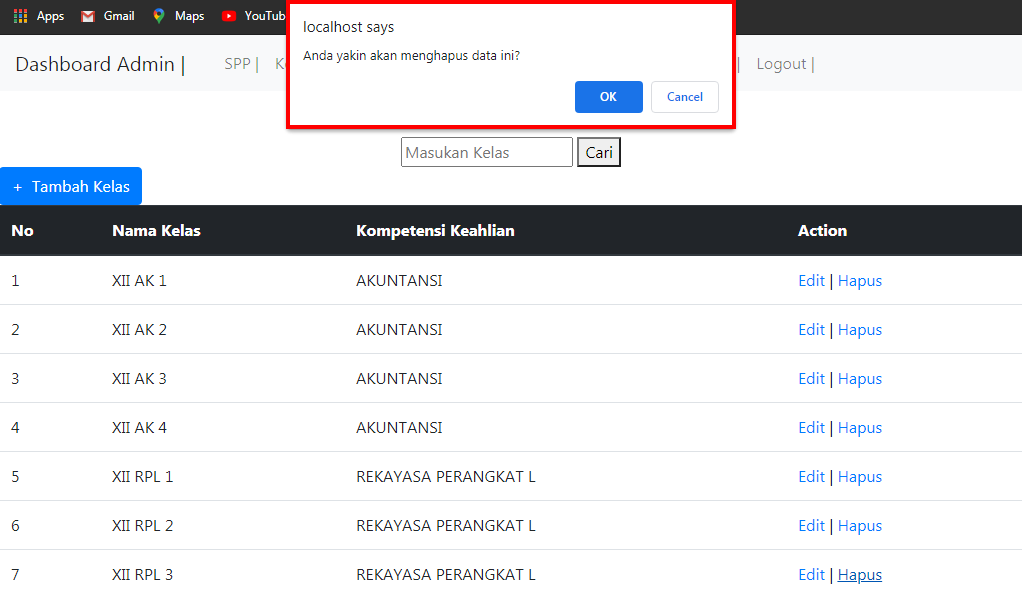 Apps Gmail Maps YouTub
localhost says
Anda yakin akan menghapus data ini?
OK Cancel
Dashboard Admin | SPP | | Logout |
Masukan Kelas Cari
+ Tambah Kelas
No Nama Kelas Kompetensi Keahlian Action
1 XII AK 1 AKUNTANSI Edit | Hapus
2 XII AK 2 AKUNTANSI Edit | Hapus
3 XII AK 3 AKUNTANSI Edit | Hapus
4 XII AK 4 AKUNTANSI Edit | Hapus
5 XII RPL 1 REKAYASA PERANGKAT L Edit | Hapus
6 XII RPL 2 REKAYASA PERANGKAT L Edit | Hapus
7 XII RPL 3 REKAYASA PERANGKAT L Edit | Hapus